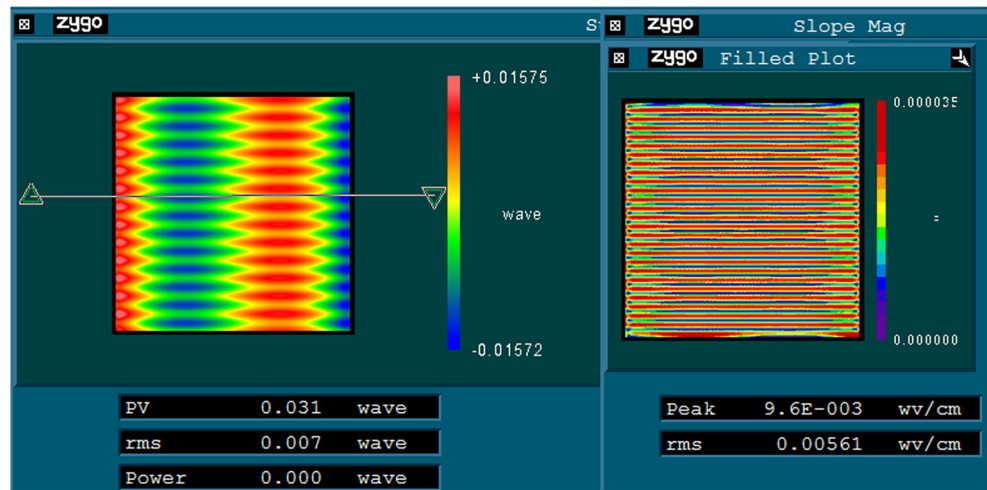 zygo
zygo Slope Mag
zygo Filled Plot
+0.01575
wave
-0.01572
0.000035
=
0.000000
PV 0.031 wave
rms 0.007 wave
Power 0.000 wave
Peak 9.6E-003 wv/cm
rms 0.00561 wv/cm